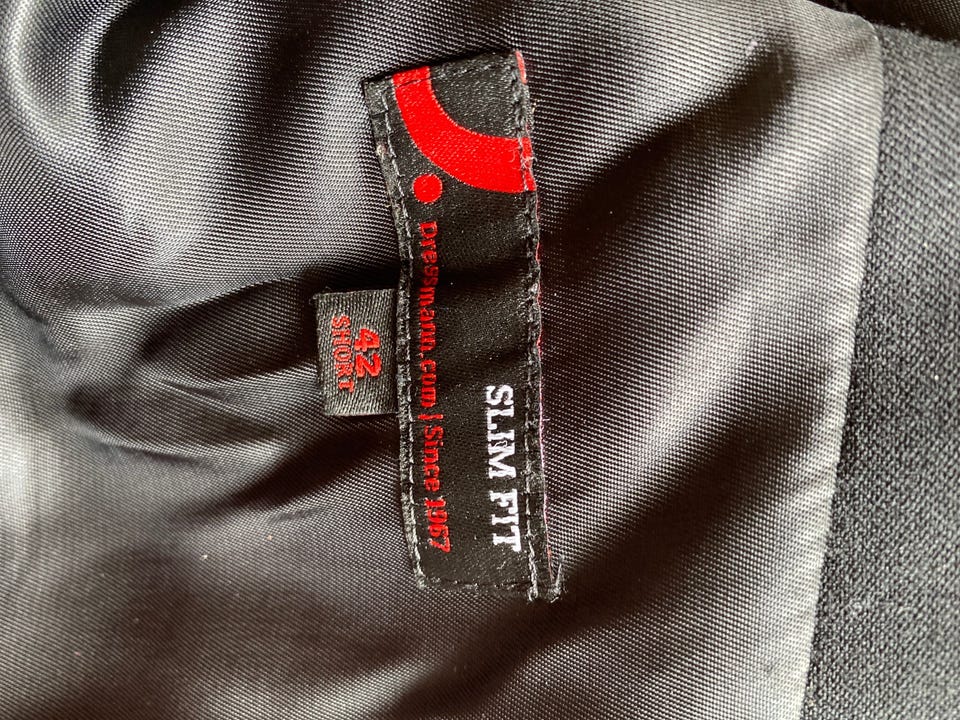 SLIM FIT
Dressmann.com | Since 1967
42
SHORT